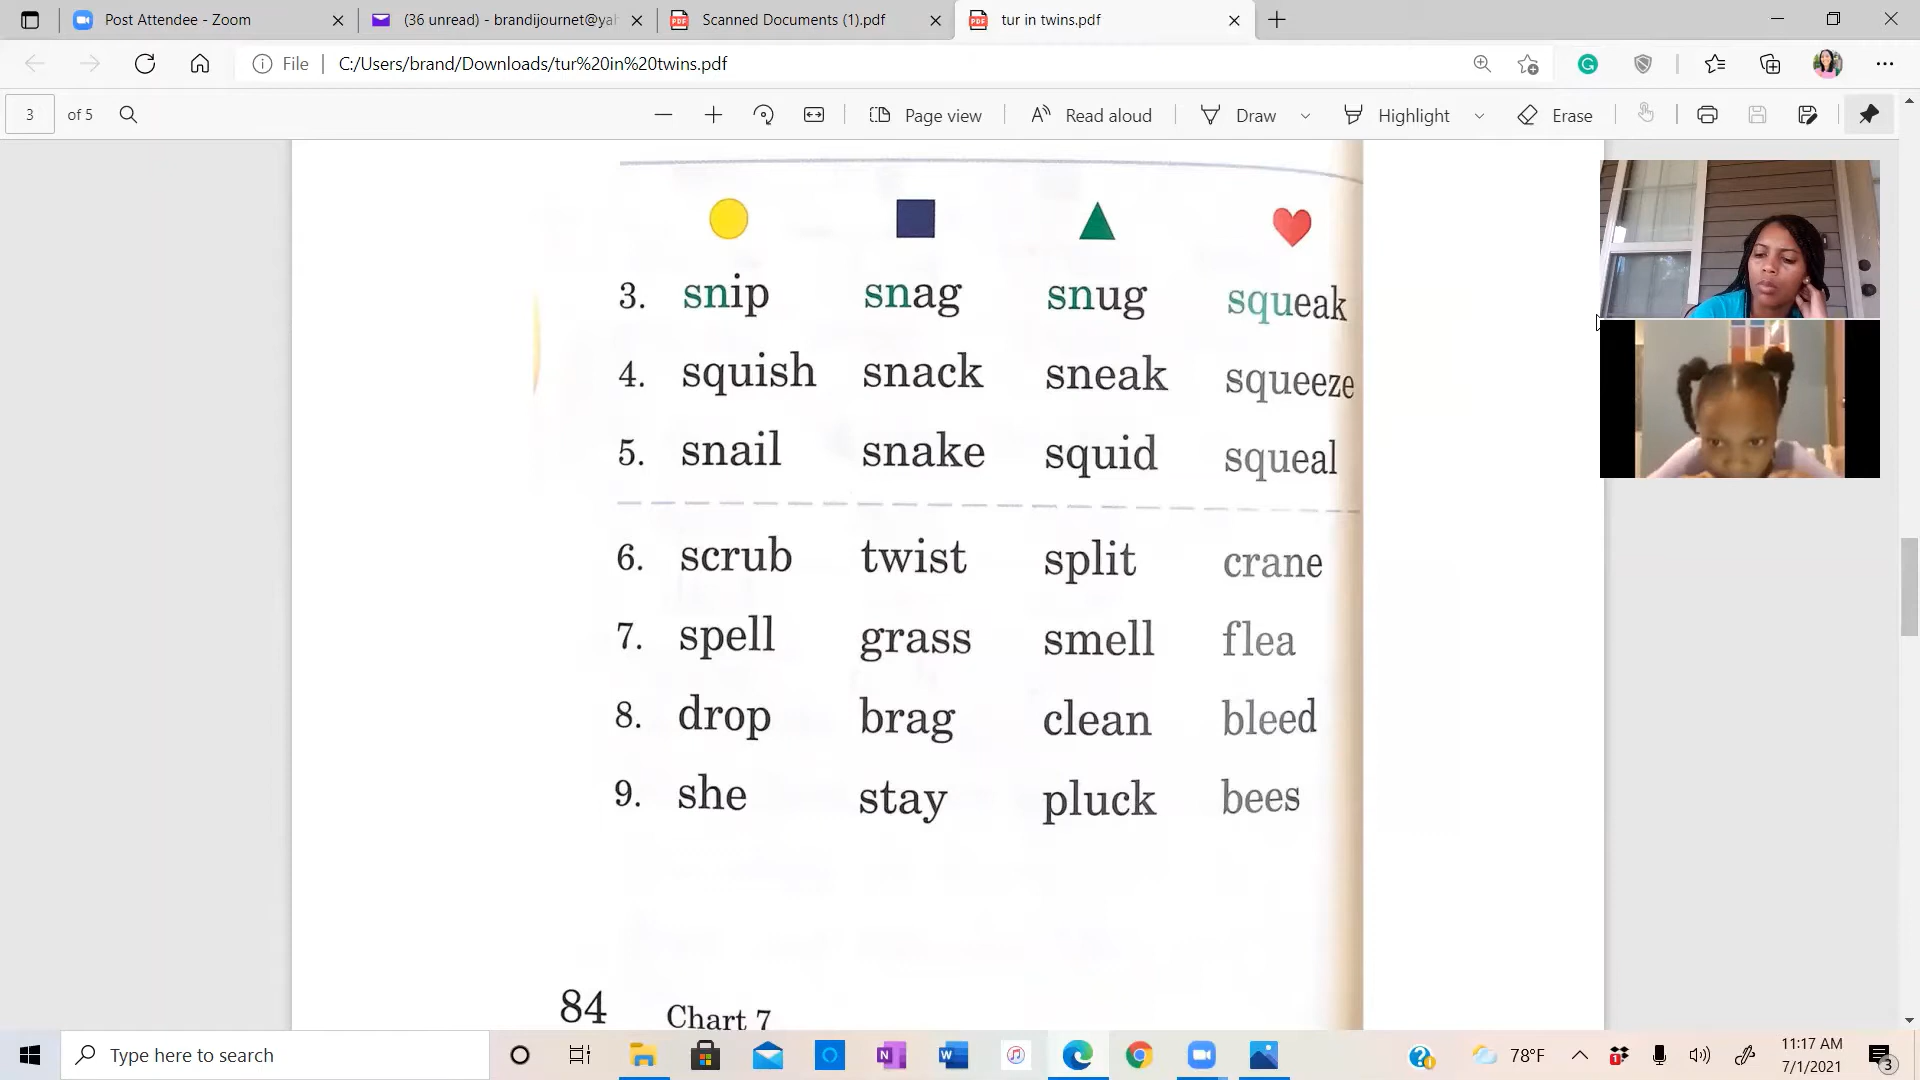 Post Attendee - Zoom
(36 unread) - brandijournet@yah
Scanned Documents (1).pdf
tur in twins.pdf
File
C:/Users/brand/Downloads/tur%20in%20twins.pdf
3 of 5
Page view
Read aloud
Draw
Highlight
Erase
3. snip snag snug squeak
4. squish snack sneak squeeze
5. snail snake squid squeal
6. scrub twist split crane
7. spell grass smell flea
8. drop brag clean bleed
9. she stay pluck bees
84 Chart 7
Type here to search
78°F
11:17 AM
7/1/2021
3